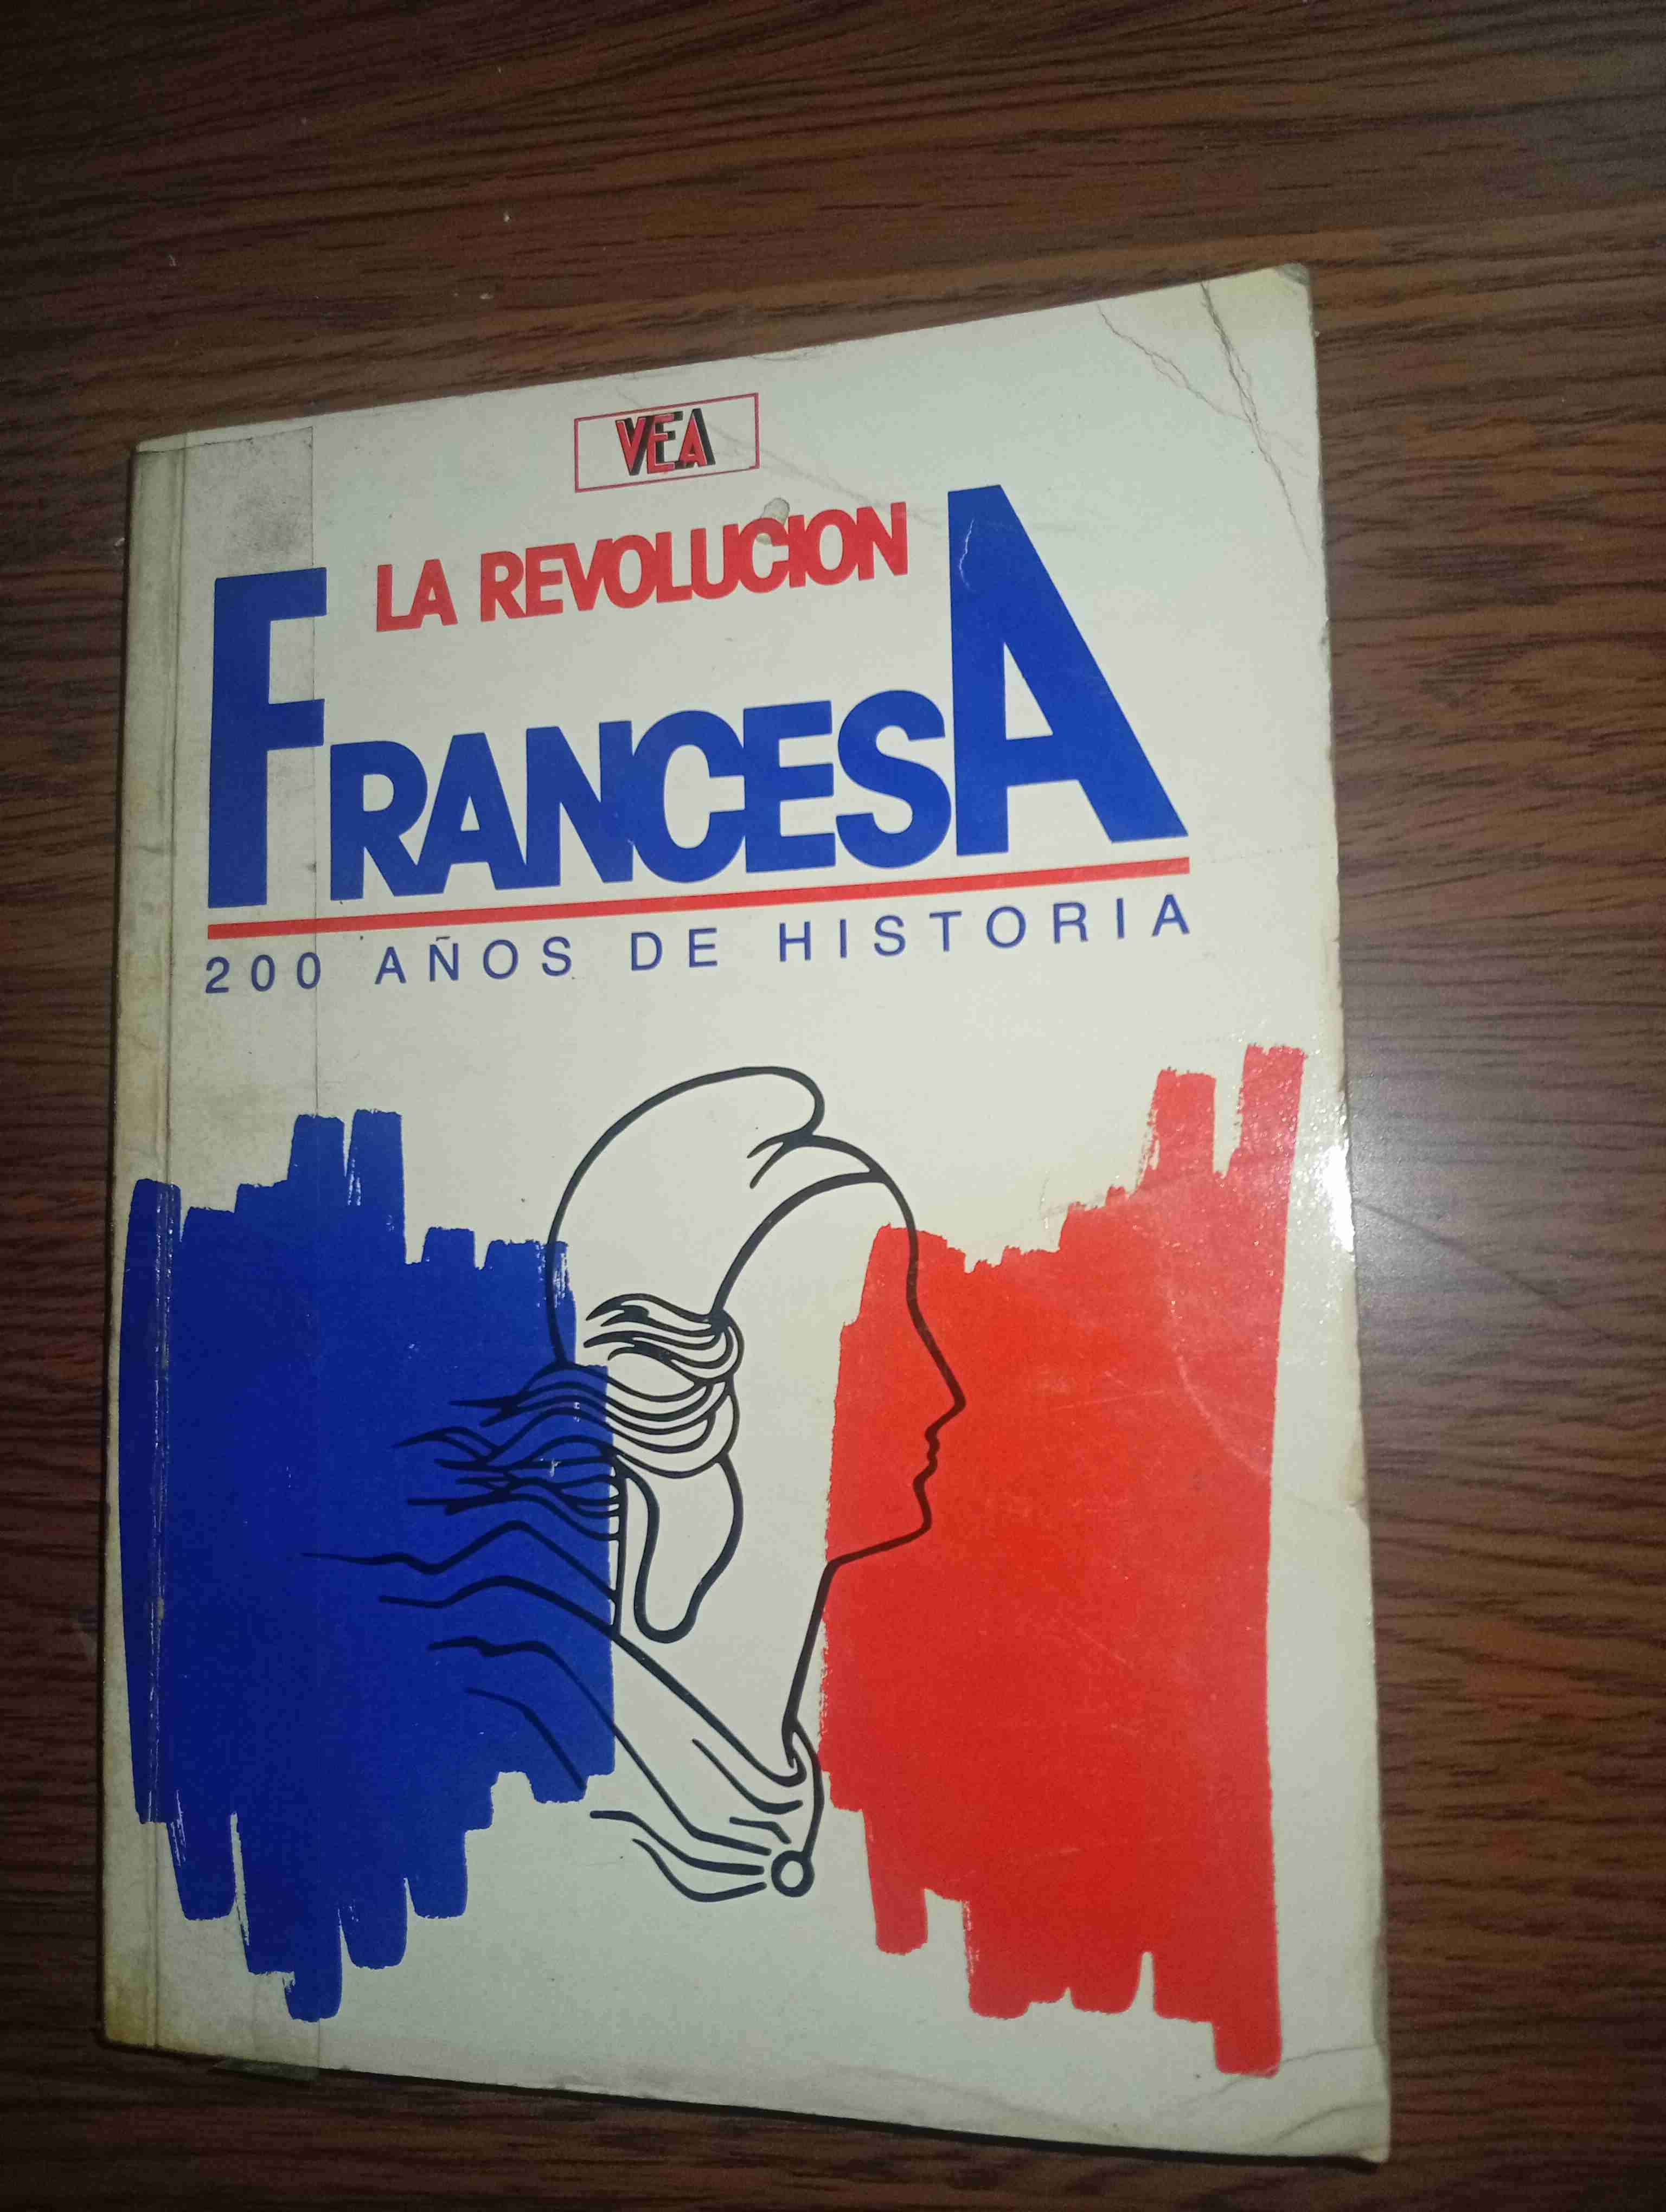 VEA
LA REVOLUCION
FRANCESA
200 AÑOS DE HISTORIA